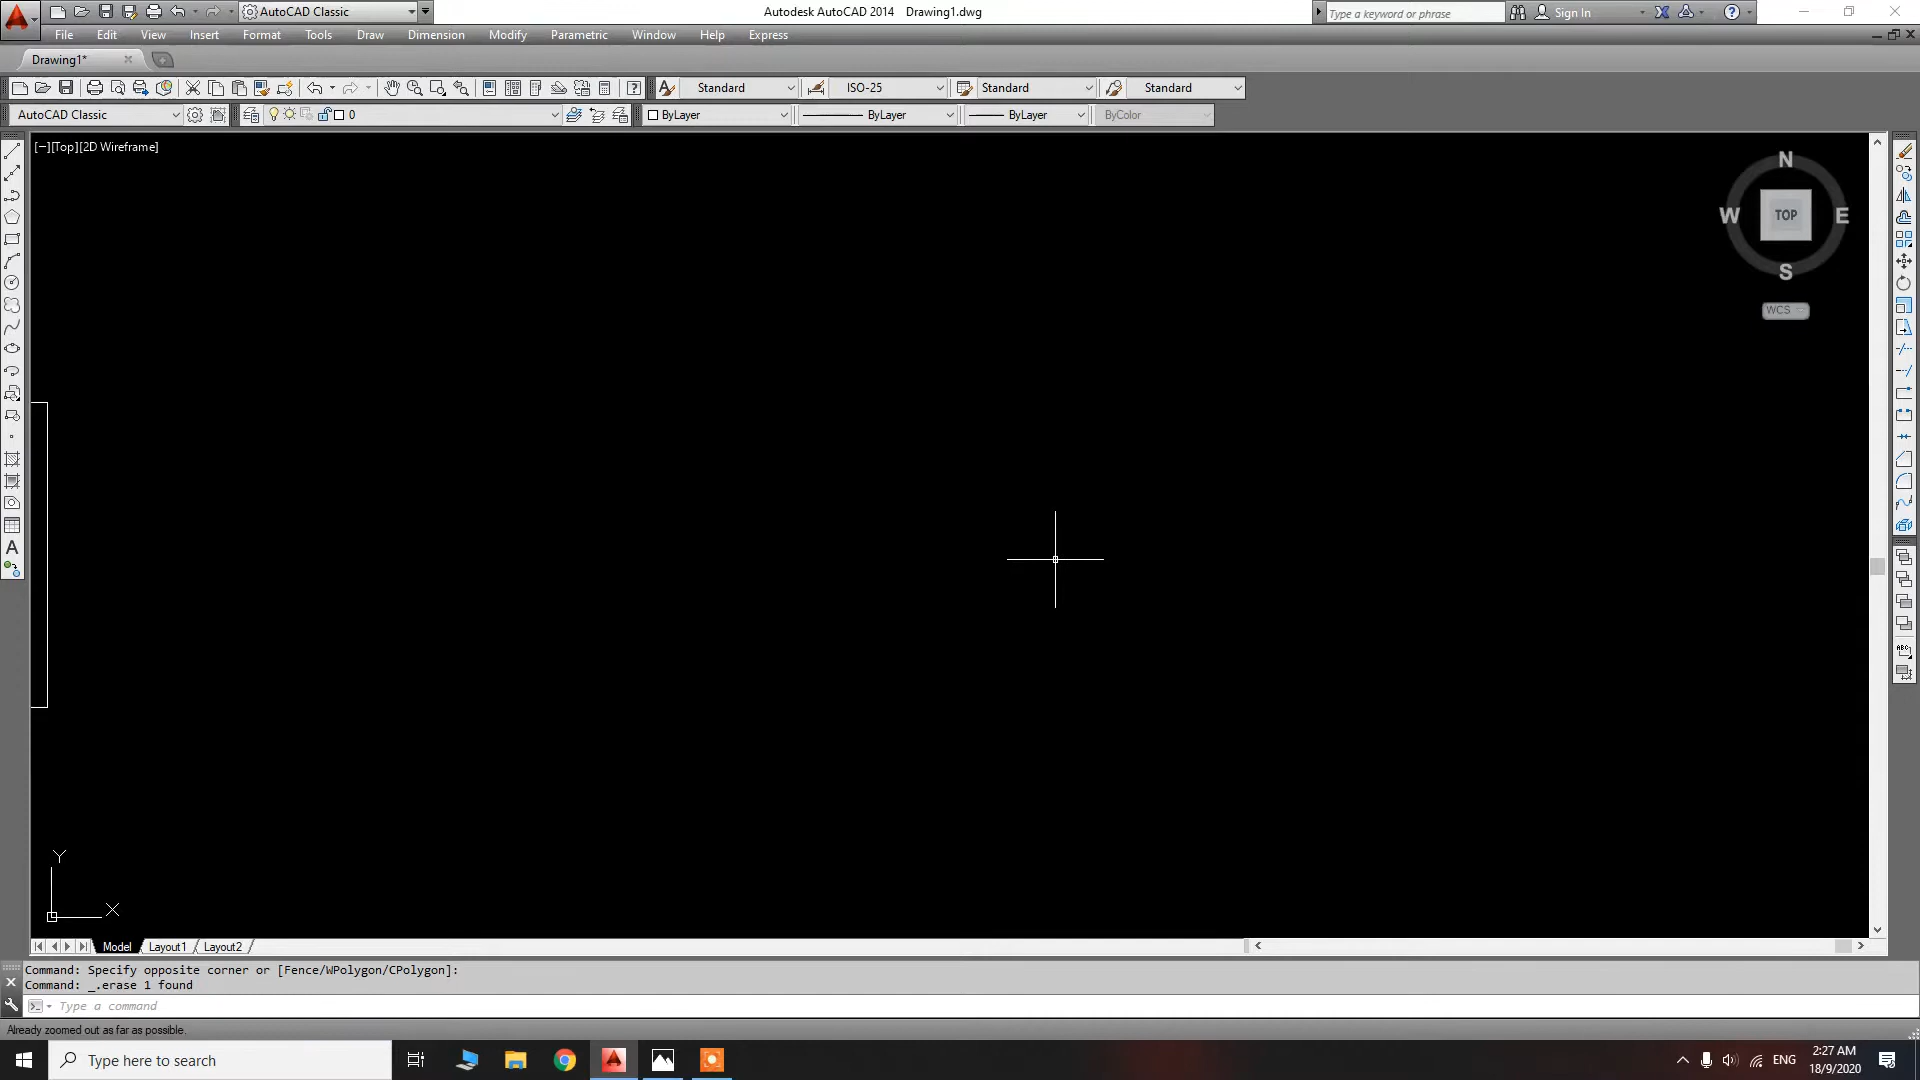 AutoCAD Classic
Autodesk AutoCAD 2014 Drawing1.dwg
Type a keyword or phrase
Sign In
File Edit View Insert Format Tools Draw Dimension Modify Parametric Window Help Express
Drawing1*
Standard ISO-25 Standard Standard
AutoCAD Classic 0 ByLayer ByLayer ByLayer ByColor
[−][Top][2D Wireframe]
N
W TOP E
S
WCS
A
ABC
Y
X
Model Layout1 Layout2
Command: Specify opposite corner or [Fence/WPolygon/CPolygon]:
Command: _.erase 1 found
Type a command
Already zoomed out as far as possible.
Type here to search
ENG
2:27 AM
18/9/2020